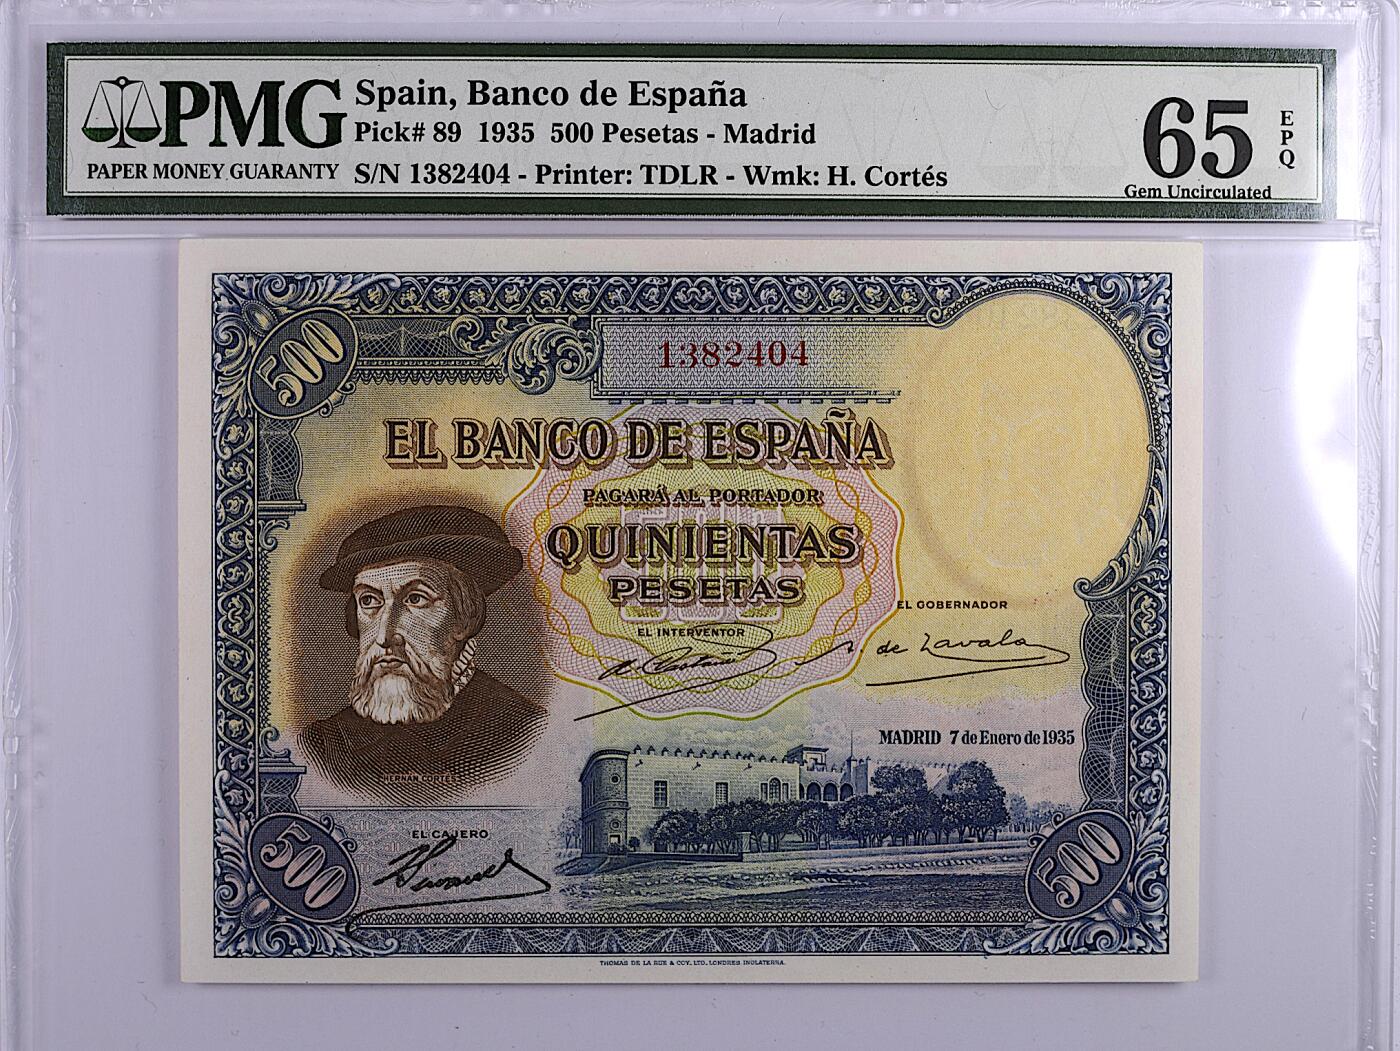 PMG
PAPER MONEY GUARANTY
Spain, Banco de España
Pick# 89 1935 500 Pesetas - Madrid
S/N 1382404 - Printer: TDLR - Wmk: H. Cortés
65
EPQ
Gem Uncirculated
500
1382404
EL BANCO DE ESPAÑA
PAGARÁ AL PORTADOR
QUINIENTAS
PESETAS
EL GOBERNADOR
EL INTERVENTOR
de Zavala
MADRID 7 de Enero de 1935
HERNAN CORTES
EL CAJERO
500
500
THOMAS DE LA RUE & COY. LTD. LONDRES INGLATERRA.